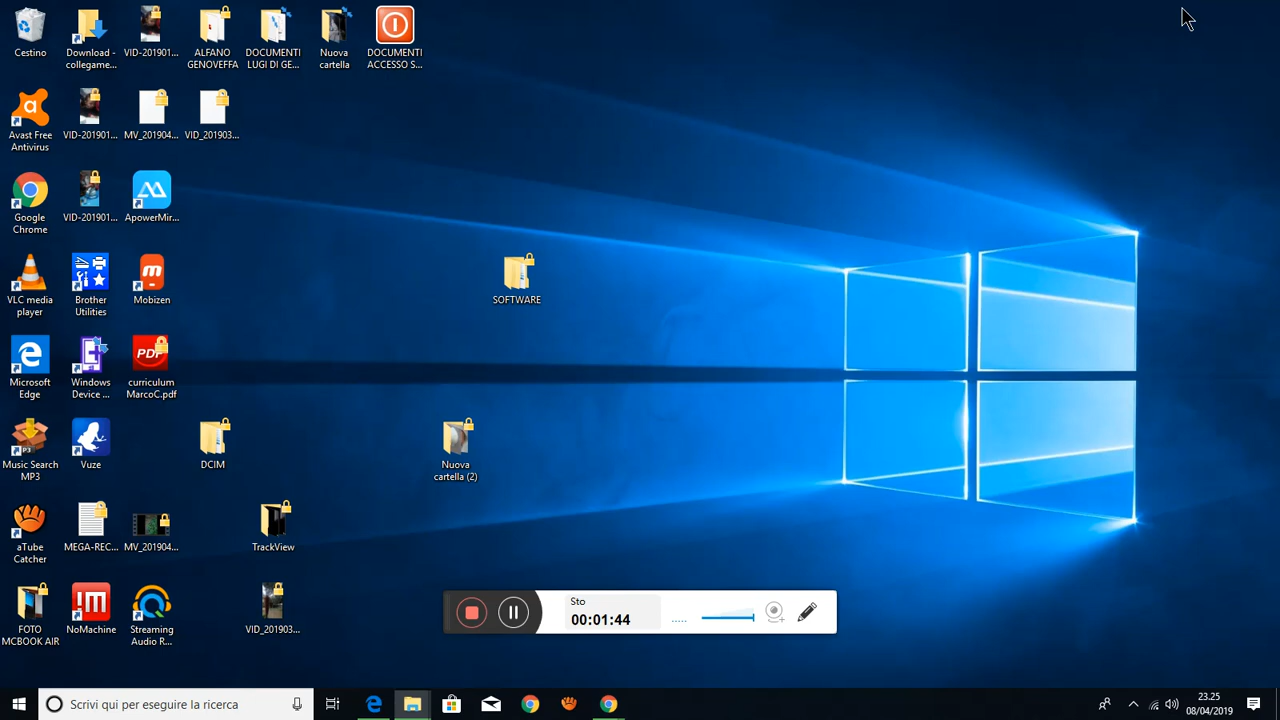 Cestino
Download -
collegame...
VID-201901...
ALFANO
GENOVEFFA
DOCUMENTI
LUGI DI GE...
Nuova
cartella
DOCUMENTI
ACCESSO S...
Avast Free
Antivirus
VID-201901...
MV_201904...
VID_201903...
Google
Chrome
VID-201901...
ApowerMir...
VLC media
player
Brother
Utilities
Mobizen
SOFTWARE
Microsoft
Edge
Windows
Device ...
PDF
curriculum
MarcoC.pdf
Music Search
MP3
Vuze
DCIM
Nuova
cartella (2)
aTube
Catcher
MEGA-REC...
MV_201904...
TrackView
FOTO
MCBOOK AIR
NoMachine
Streaming
Audio R...
VID_201903...
Sto
00:01:44
.....
Scrivi qui per eseguire la ricerca
23.25
08/04/2019